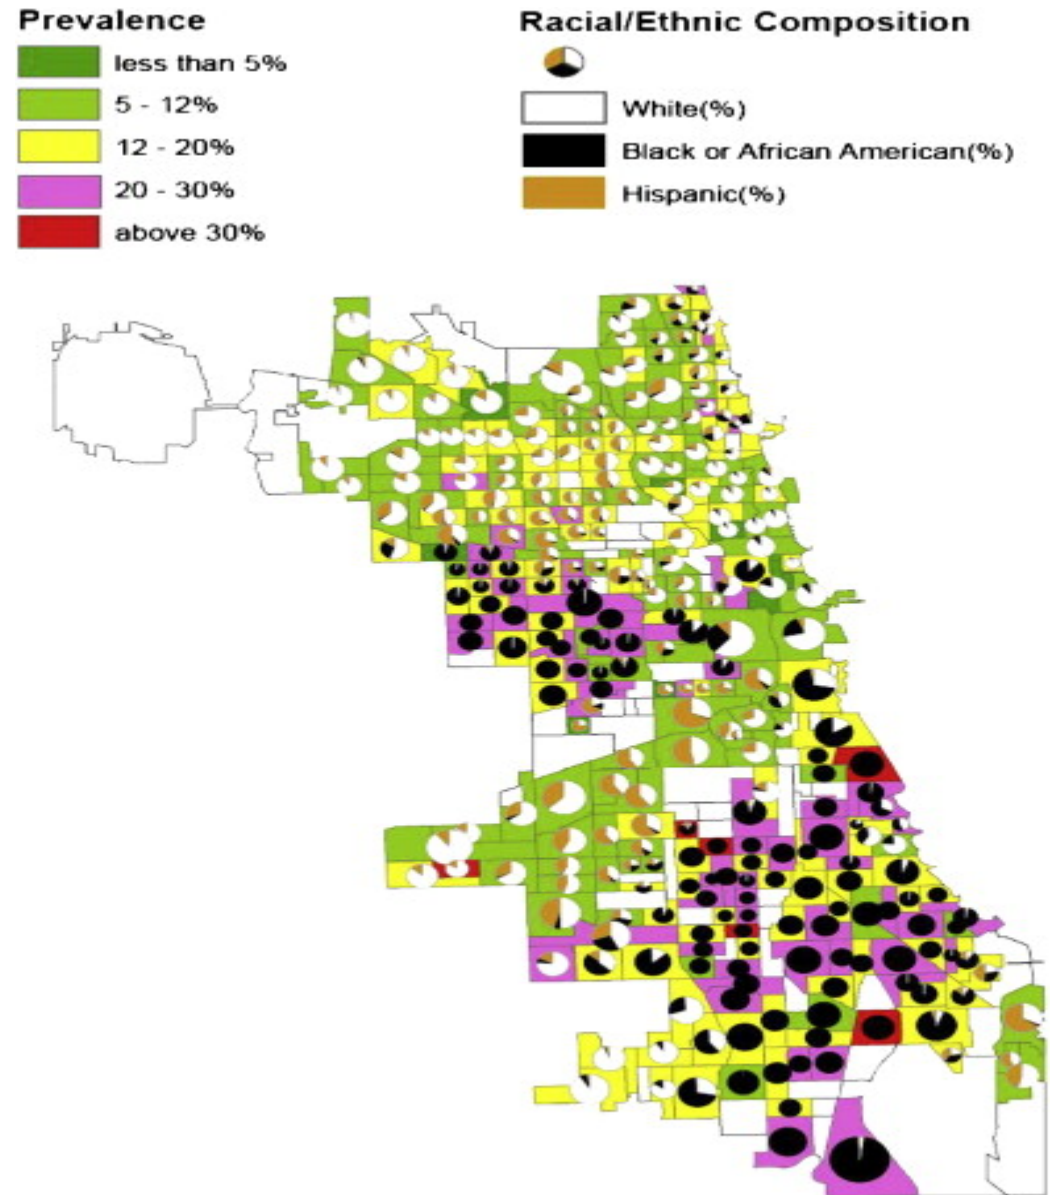 Prevalence
less than 5%
5 - 12%
12 - 20%
20 - 30%
above 30%
Racial/Ethnic Composition
White(%)
Black or African American(%)
Hispanic(%)